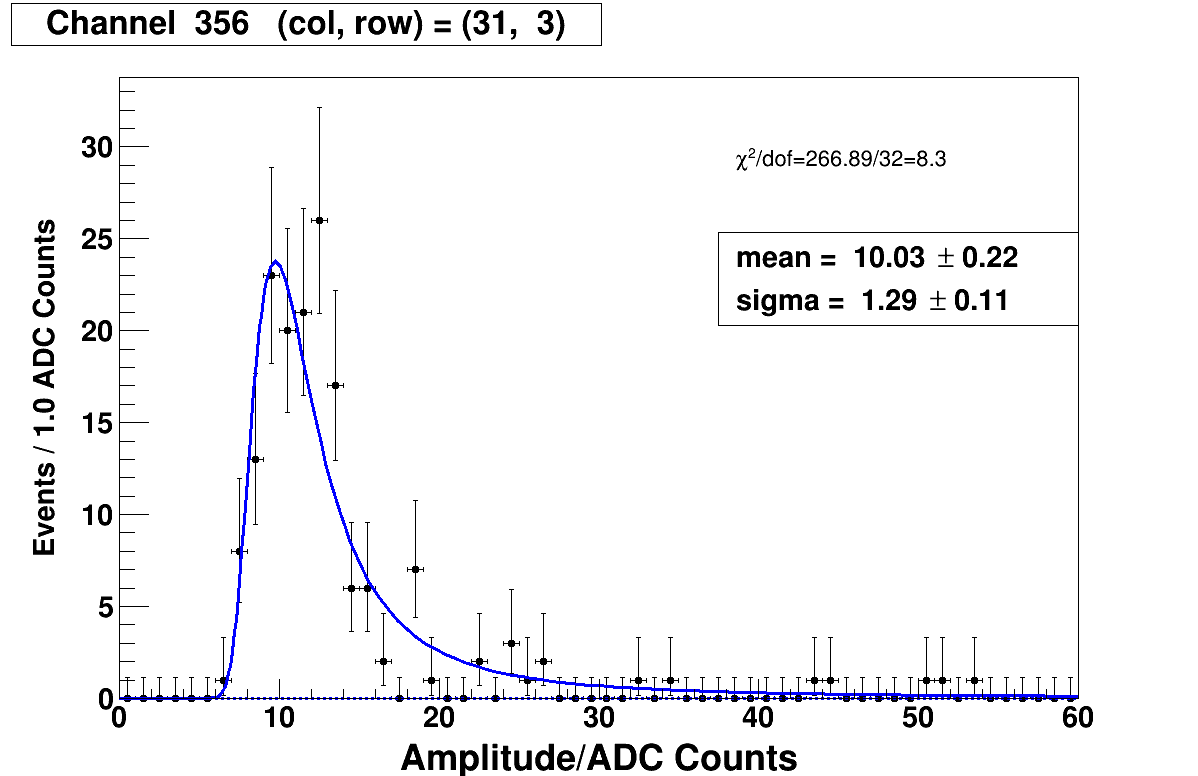 Channel 356 (col, row) = (31, 3)
30
25
20
15
10
5
0
Events / 1.0 ADC Counts
χ²/dof=266.89/32=8.3
mean = 10.03 ± 0.22
sigma = 1.29 ± 0.11
0 10 20 30 40 50 60
Amplitude/ADC Counts